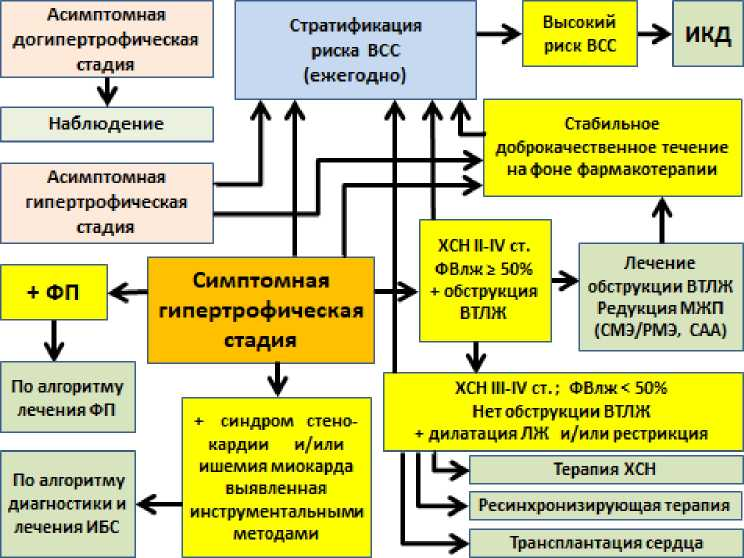 Асимптомная
догипертрофическая
стадия
Стратификация
риска ВСС
(ежегодно)
Высокий
риск ВСС
ИКД
Наблюдение
Стабильное
доброкачественное течение
на фоне фармакотерапии
Асимптомная
гипертрофическая
стадия
ХСН II-IV ст.
ФВлж ≥ 50%
+ обструкция
ВТЛЖ
Лечение
обструкции ВТЛЖ
Редукция МЖП
(СМЭ/РМЭ, САА)
+ ФП
Симптомная
гипертрофическая
стадия
По алгоритму
лечения ФП
ХСН III-IV ст. ; ФВлж < 50%
Нет обструкции ВТЛЖ
+ дилатация ЛЖ и/или рестрикция
+ синдром стено-
кардии и/или
ишемия миокарда
выявленная
инструментальными
методами
По алгоритму
диагностики и
лечения ИБС
Терапия ХСН
Ресинхронизирующая терапия
Трансплантация сердца